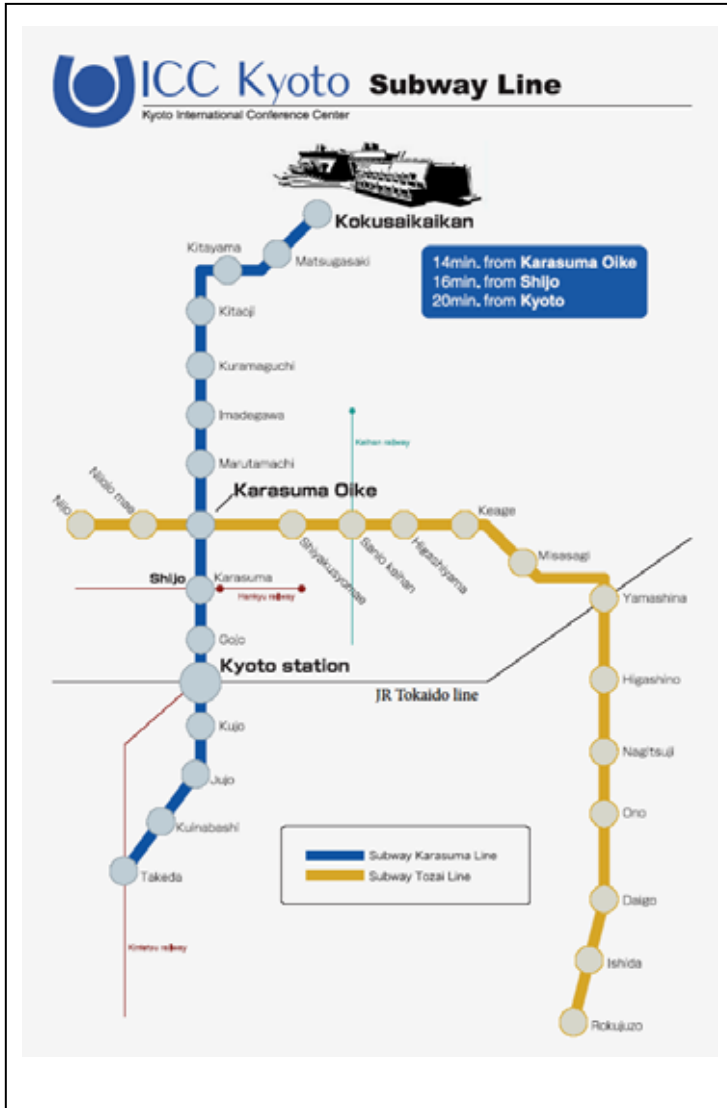 ICC Kyoto Subway Line
Kyoto International Conference Center
Kokusaikaikan
Kitayama
Matsugasaki
14min. from Karasuma Oike
16min. from Shijo
20min. from Kyoto
Kitaoji
Kuramaguchi
Imadegawa
Keihan railway
Marutamachi
Karasuma Oike
Nijo
Nijojo mae
Shiyakusyomae
Sanjo keihan
Higashiyama
Keage
Misasagi
Shijo
Karasuma
Hankyu railway
Yamashina
Gojo
Kyoto station
JR Tokaido line
Higashino
Kujo
Nagitsuji
Jujo
Ono
Kuinabashi
Subway Karasuma Line
Subway Tozai Line
Takeda
Daigo
Kintetsu railway
Ishida
Rokujuzo